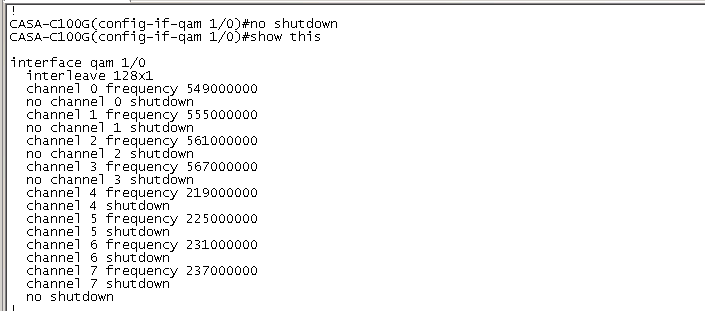 !
CASA-C100G(config-if-qam 1/0)#no shutdown
CASA-C100G(config-if-qam 1/0)#show this
interface qam 1/0
interleave 128x1
channel 0 frequency 549000000
no channel 0 shutdown
channel 1 frequency 555000000
no channel 1 shutdown
channel 2 frequency 561000000
no channel 2 shutdown
channel 3 frequency 567000000
no channel 3 shutdown
channel 4 frequency 219000000
channel 4 shutdown
channel 5 frequency 225000000
channel 5 shutdown
channel 6 frequency 231000000
channel 6 shutdown
channel 7 frequency 237000000
channel 7 shutdown
no shutdown